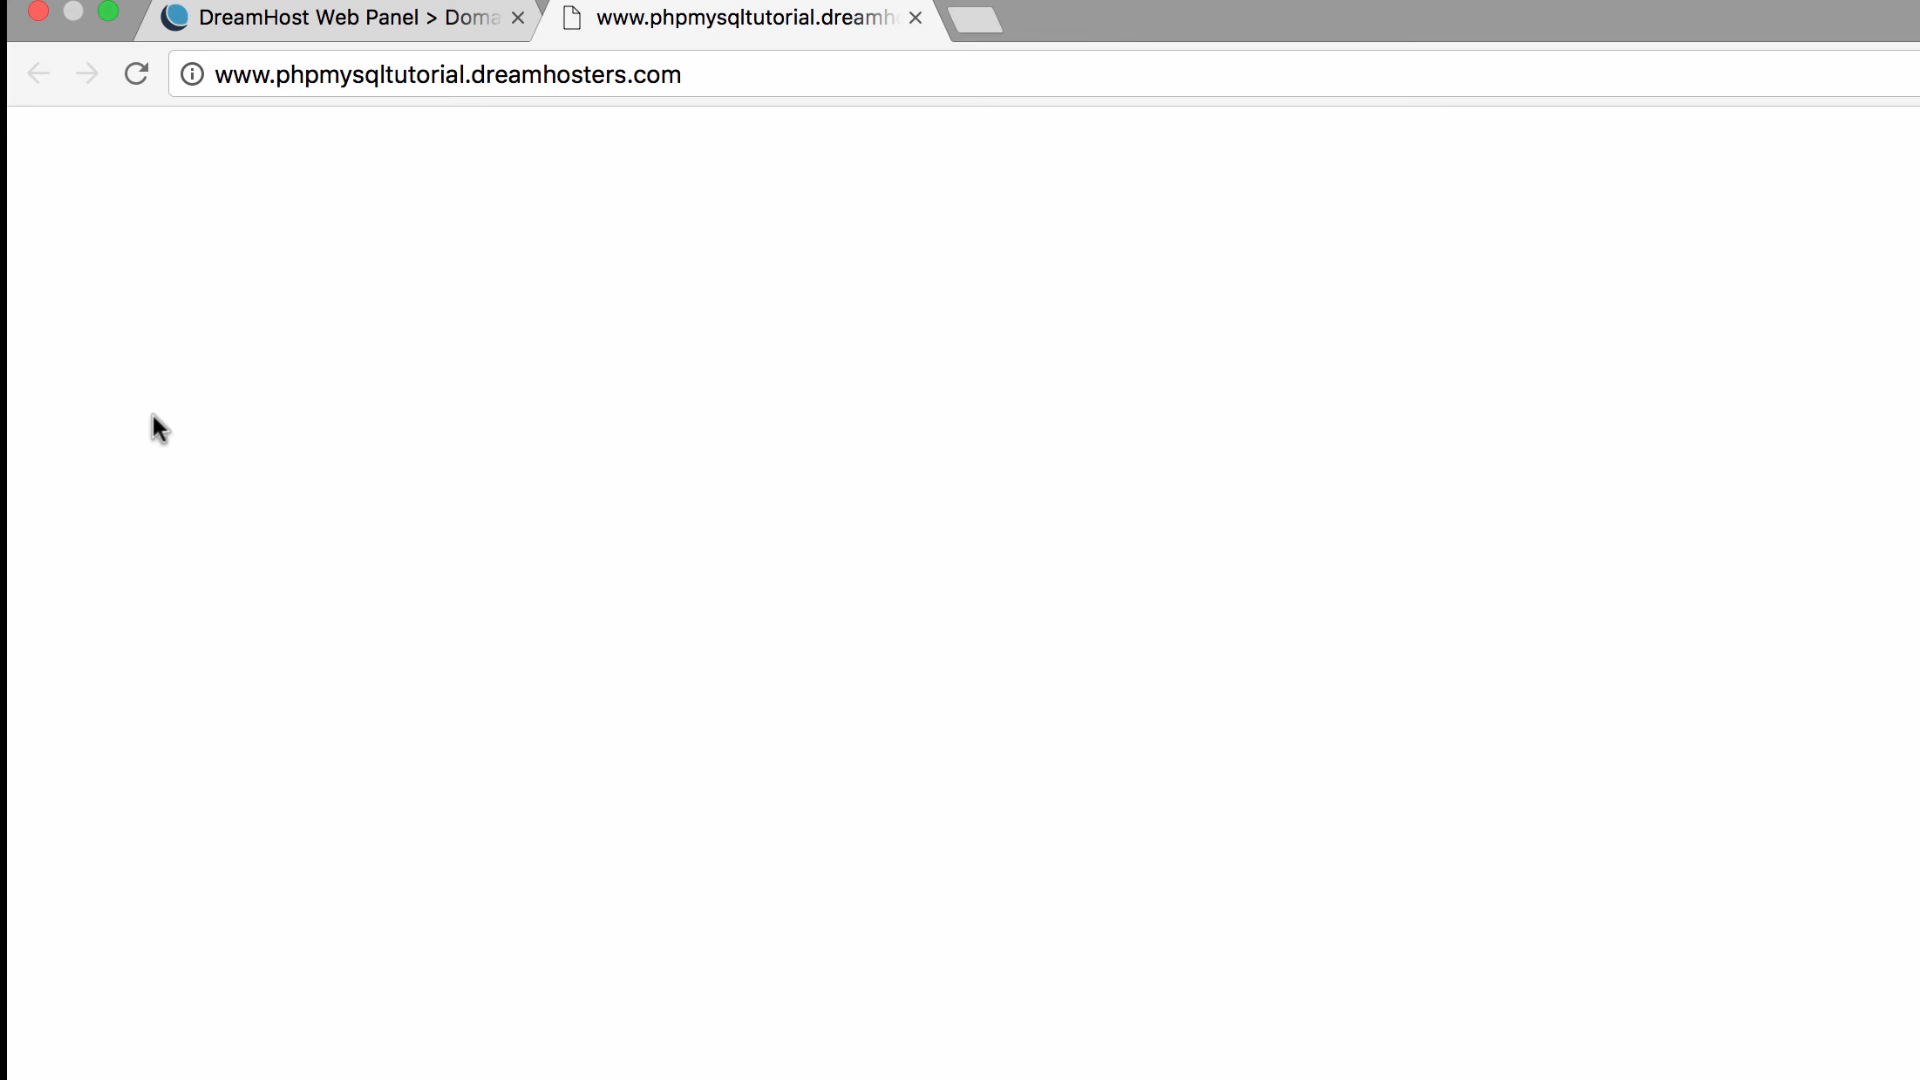 DreamHost Web Panel > Doma
www.phpmysqltutorial.dreamh
www.phpmysqltutorial.dreamhosters.com